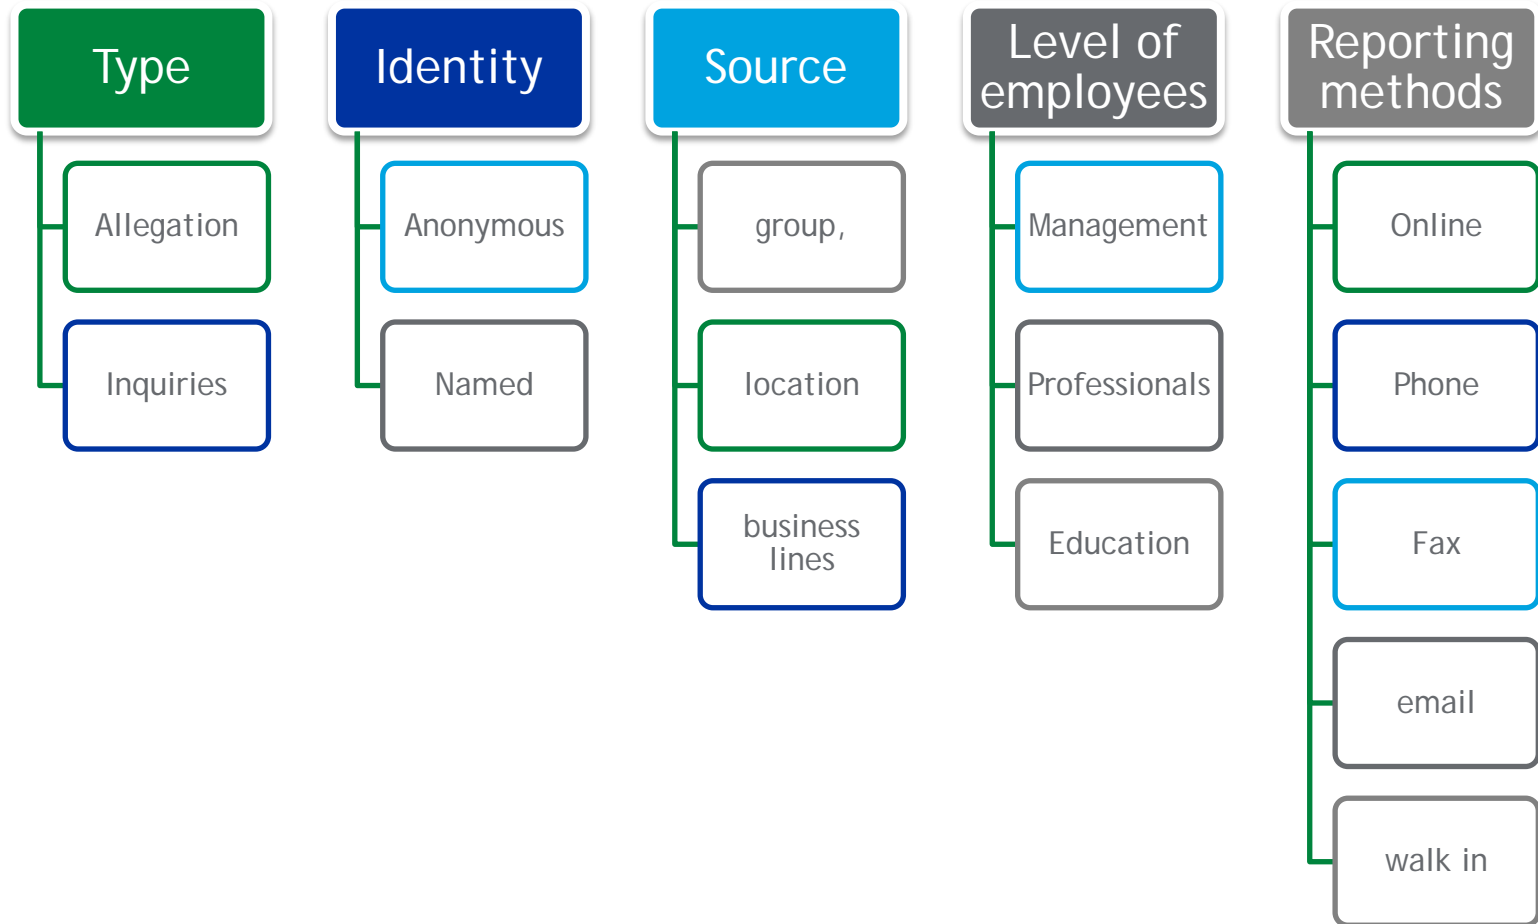 Type
Allegation
Inquiries
Identity
Anonymous
Named
Source
group,
location
business
lines
Level of
employees
Management
Professionals
Education
Reporting
methods
Online
Phone
Fax
email
walk in